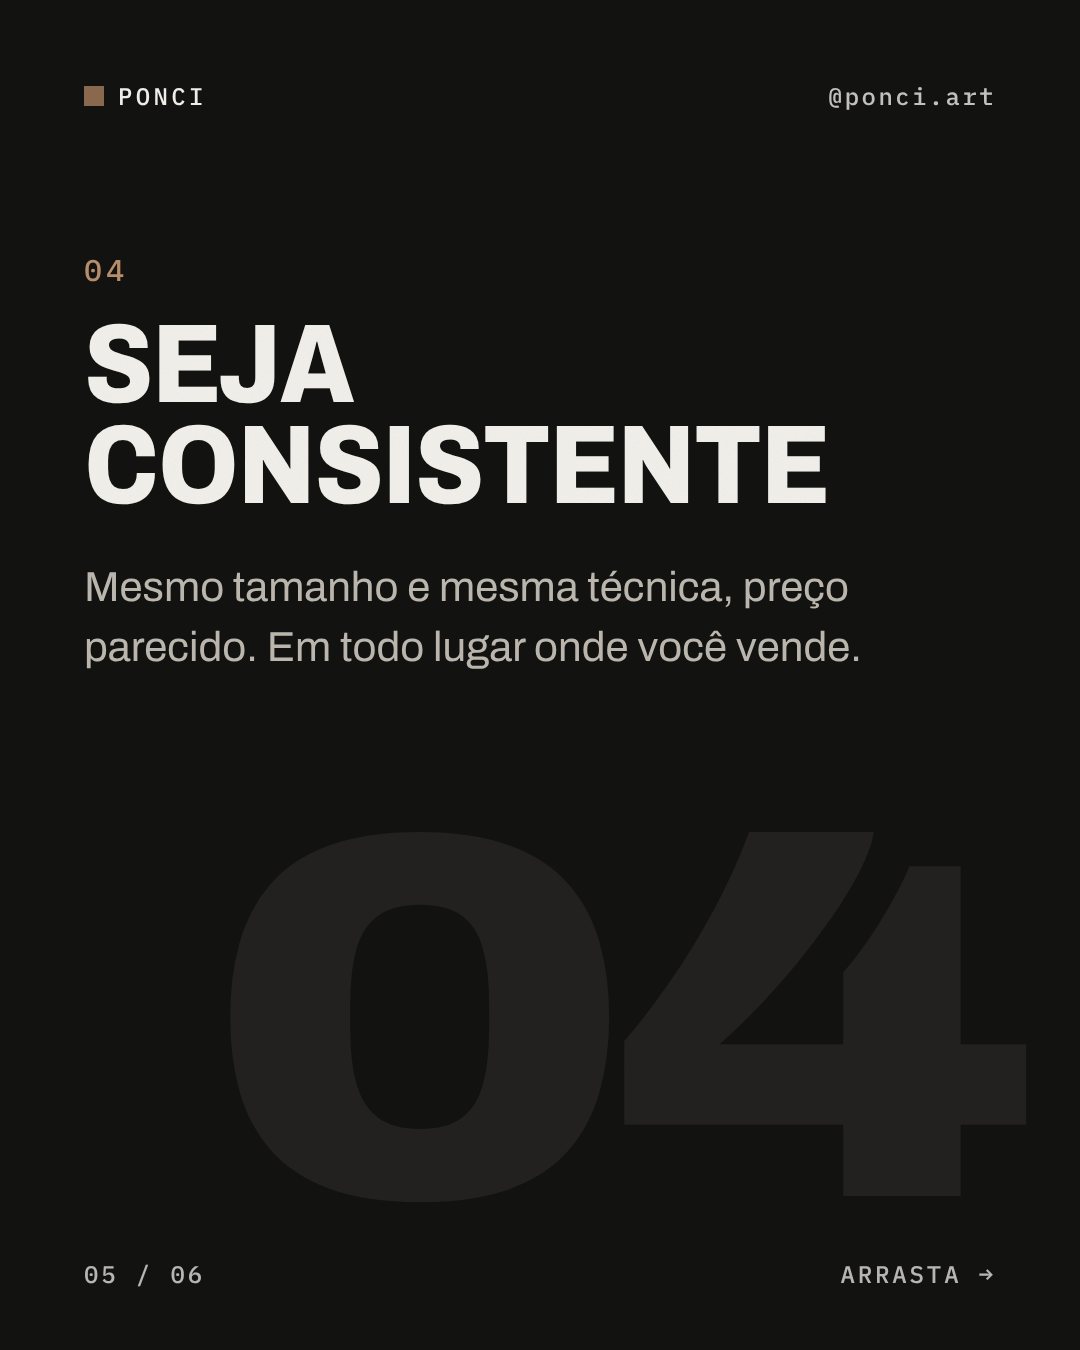 PONCI
@ponci.art
04
SEJA
CONSISTENTE
Mesmo tamanho e mesma técnica, preço
parecido. Em todo lugar onde você vende.
04
05 / 06
ARRASTA →